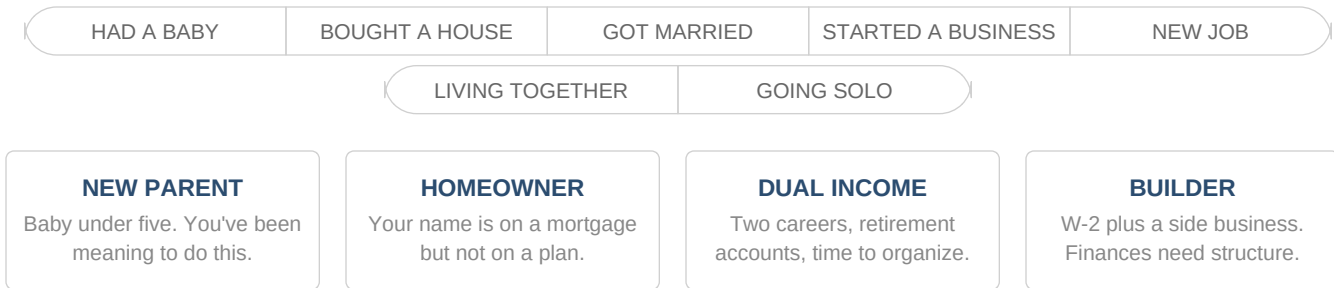 HAD A BABY
BOUGHT A HOUSE
GOT MARRIED
STARTED A BUSINESS
NEW JOB
LIVING TOGETHER
GOING SOLO
NEW PARENT
Baby under five. You've been
meaning to do this.
HOMEOWNER
Your name is on a mortgage
but not on a plan.
DUAL INCOME
Two careers, retirement
accounts, time to organize.
BUILDER
W-2 plus a side business.
Finances need structure.